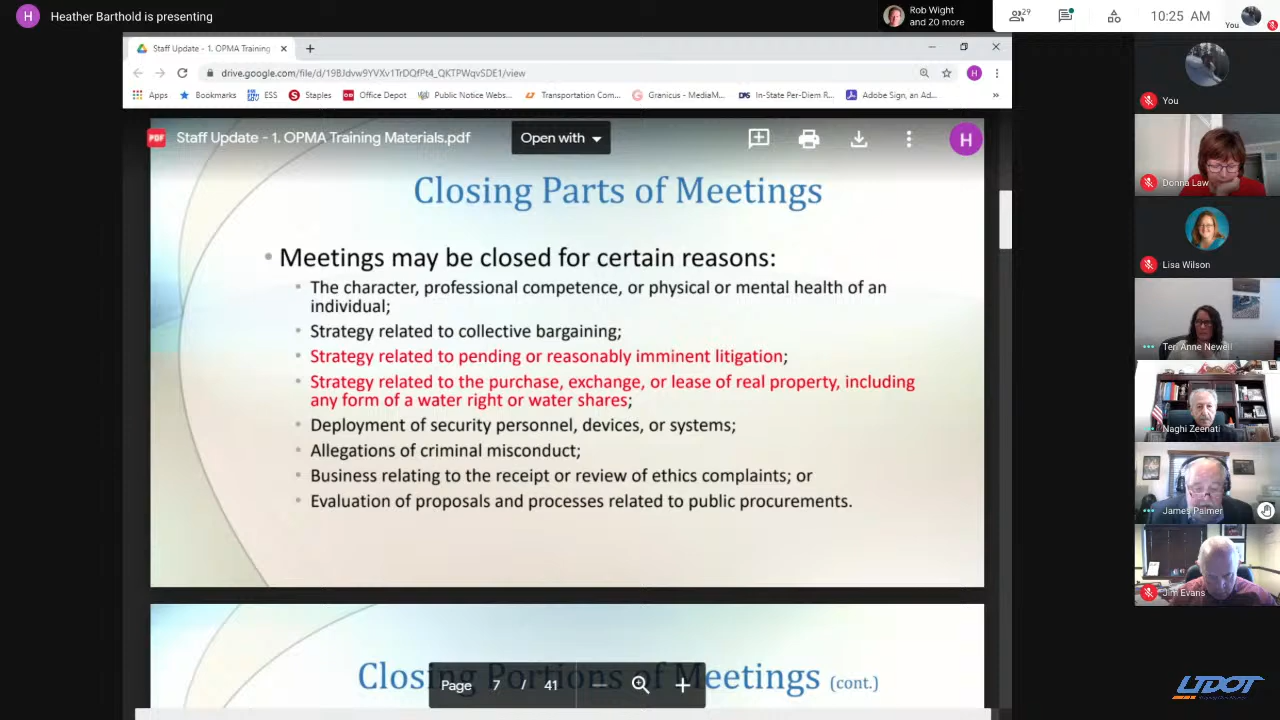 H Heather Barthold is presenting
Rob Wight
and 20 more
29
10:25 AM
You
Staff Update - 1. OPMA Training
drive.google.com/file/d/19BJdvw9YVXv1TrDQfPt4_QKTPWqvSDE1/view
H
Apps Bookmarks ESS Staples Office Depot Public Notice Webs... Transportation Com... Granicus - MediaM... In-State Per-Diem R... Adobe Sign, an Ad... »
PDF Staff Update - 1. OPMA Training Materials.pdf Open with H
Closing Parts of Meetings
• Meetings may be closed for certain reasons:
• The character, professional competence, or physical or mental health of an
individual;
• Strategy related to collective bargaining;
• Strategy related to pending or reasonably imminent litigation;
• Strategy related to the purchase, exchange, or lease of real property, including
any form of a water right or water shares;
• Deployment of security personnel, devices, or systems;
• Allegations of criminal misconduct;
• Business relating to the receipt or review of ethics complaints; or
• Evaluation of proposals and processes related to public procurements.
Closing Portions of Meetings (cont.)
Page 7 / 41
You
Donna Law
Lisa Wilson
Teri Anne Newell
Naghi Zeenati
James Palmer
Jim Evans
UDOT